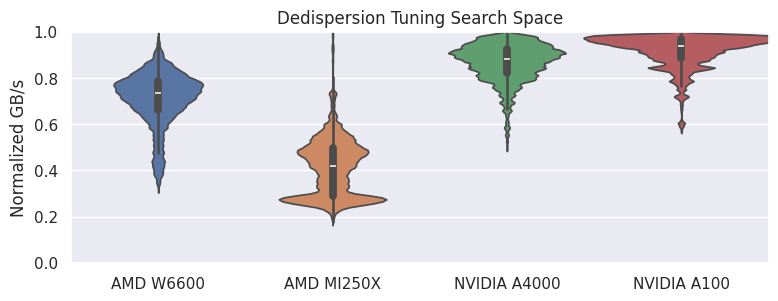 Dedispersion Tuning Search Space
Normalized GB/s
1.0
0.8
0.6
0.4
0.2
0.0
AMD W6600
AMD MI250X
NVIDIA A4000
NVIDIA A100